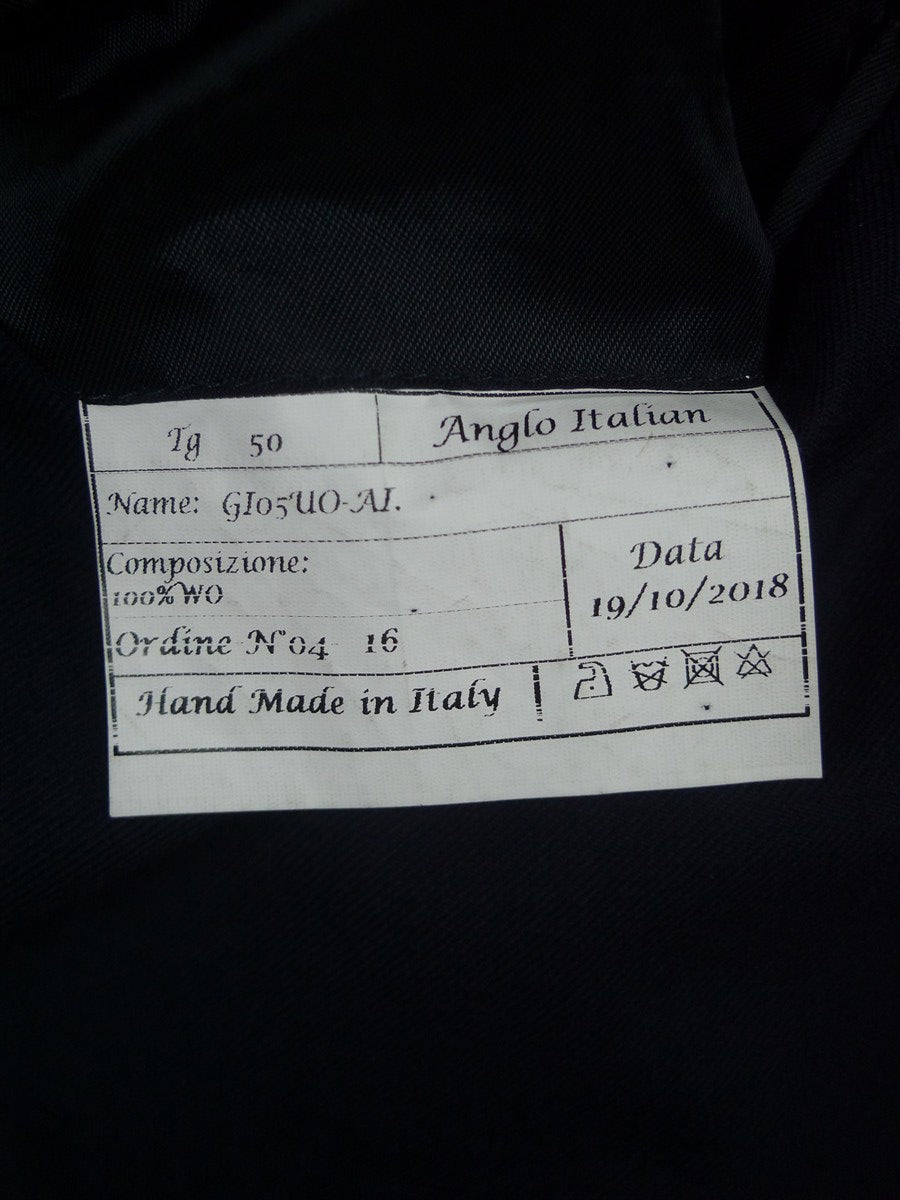 Tg 50
Anglo Italian
Name: GI05UO-AI.
Composizione:
100% WO
Data
19/10/2018
Ordine N°04 16
Hand Made in Italy